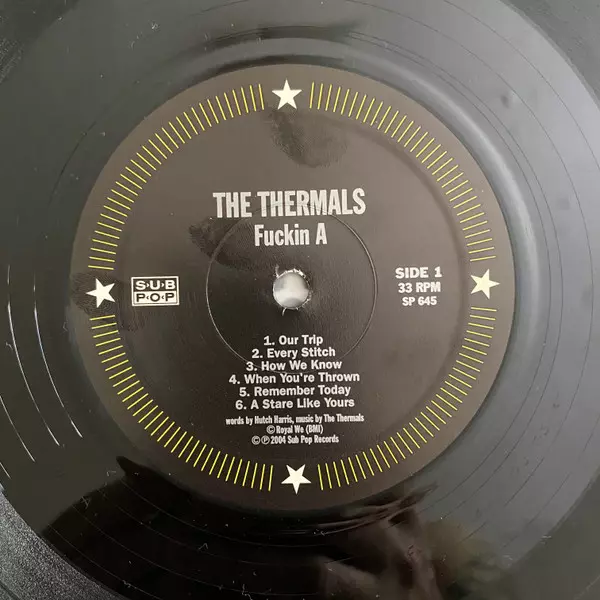 THE THERMALS
Fuckin A
S·U·B
P·O·P
SIDE 1
33 RPM
SP 645
1. Our Trip
2. Every Stitch
3. How We Know
4. When You're Thrown
5. Remember Today
6. A Stare Like Yours
words by Hutch Harris, music by The Thermals
©Royal We (BMI)
©℗2004 Sub Pop Records